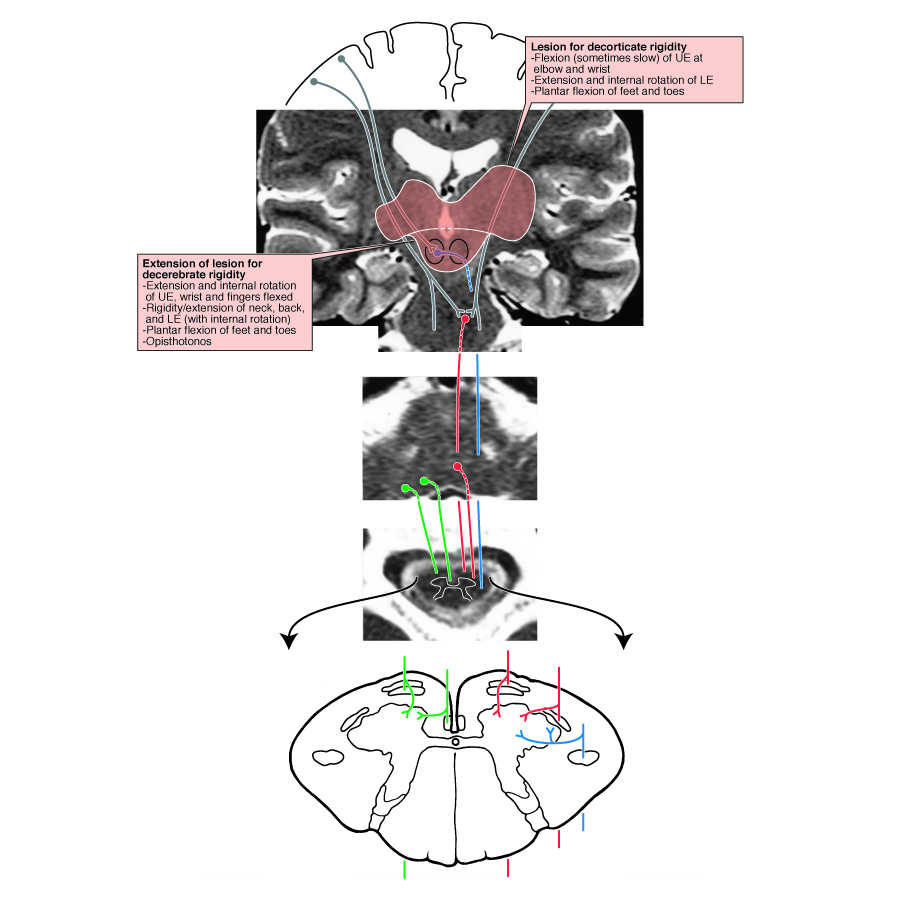 Lesion for decorticate rigidity
-Flexion (sometimes slow) of UE at
elbow and wrist
-Extension and internal rotation of LE
-Plantar flexion of feet and toes
Extension of lesion for
decerebrate rigidity
-Extension and internal rotation
of UE, wrist and fingers flexed
-Rigidity/extension of neck, back,
and LE (with internal rotation)
-Plantar flexion of feet and toes
-Opisthotonos